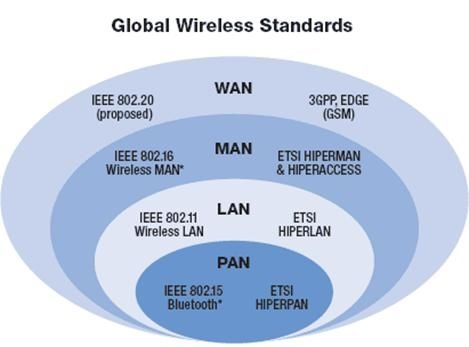 Global Wireless Standards
WAN
IEEE 802.20
(proposed)
3GPP, EDGE
(GSM)
MAN
IEEE 802.16
Wireless MAN*
ETSI HIPERMAN
& HIPERACCESS
LAN
IEEE 802.11
Wireless LAN
ETSI
HIPERLAN
PAN
IEEE 802.15
Bluetooth*
ETSI
HIPERPAN